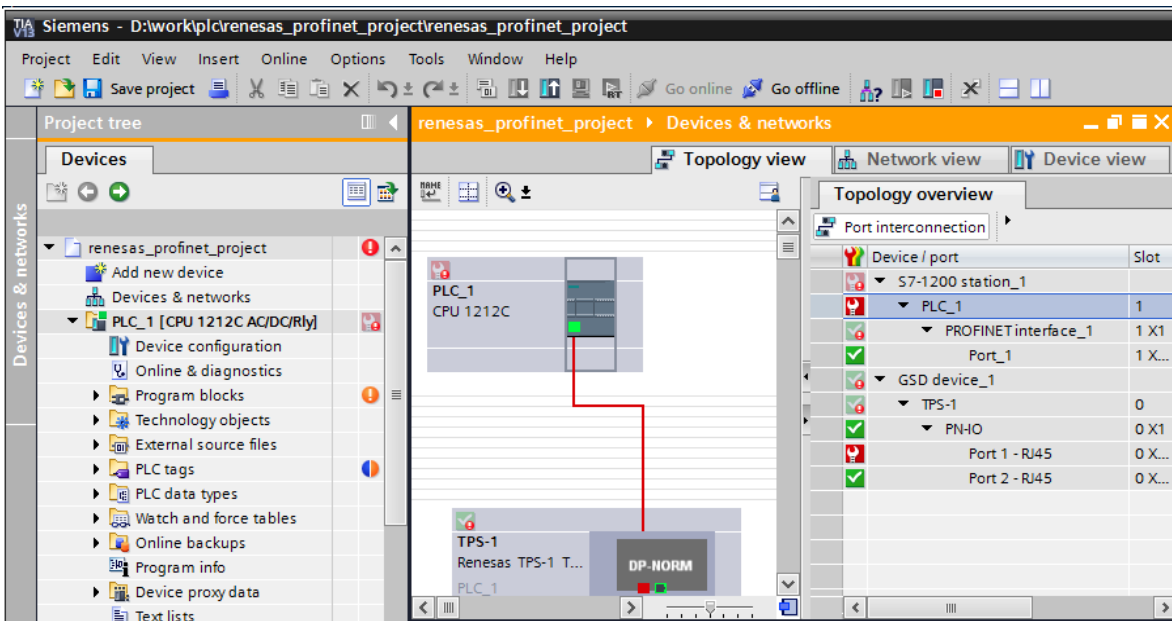 TIA V13 Siemens - D:\work\plc\renesas_profinet_project\renesas_profinet_project
Project Edit View Insert Online Options Tools Window Help
Save project Go online Go offline
Project tree
renesas_profinet_project Devices & networks
Devices
Topology view Network view Device view
Devices & networks
renesas_profinet_project
Add new device
Devices & networks
PLC_1 [CPU 1212C AC/DC/Rly]
Device configuration
Online & diagnostics
Program blocks
Technology objects
External source files
PLC tags
PLC data types
Watch and force tables
Online backups
Program info
Device proxy data
Text lists
NAME
PLC_1
CPU 1212C
TPS-1
Renesas TPS-1 T...
PLC_1
DP-NORM
Topology overview
Port interconnection
Device / port Slot
S7-1200 station_1
PLC_1 1
PROFINET interface_1 1 X1
Port_1 1 X...
GSD device_1
TPS-1 0
PN-IO 0 X1
Port 1 - RJ45 0 X...
Port 2 - RJ45 0 X...